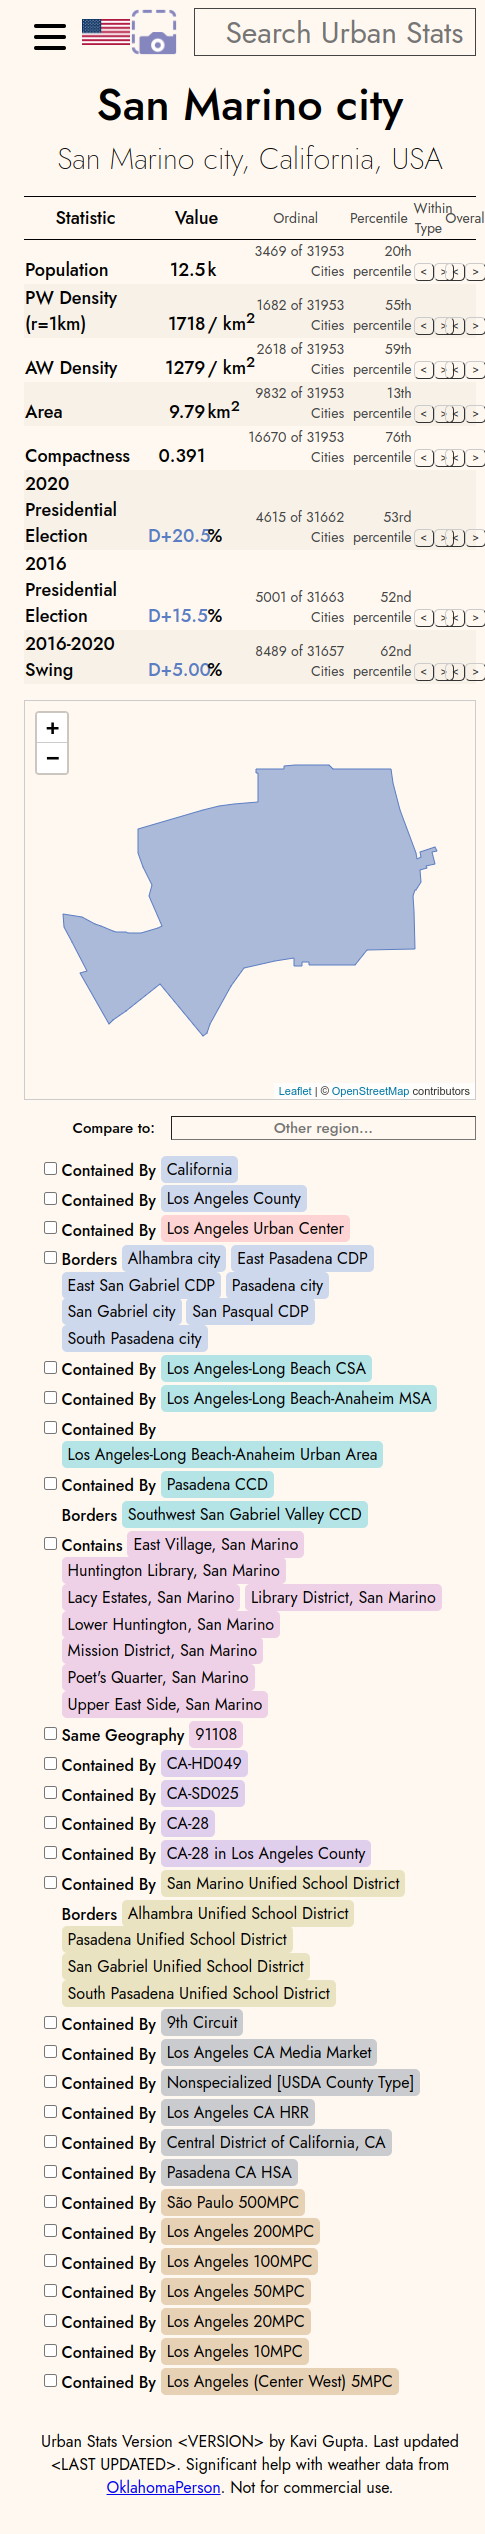 Search Urban Stats
San Marino city
San Marino city, California, USA
Statistic Value Ordinal Percentile Within Type Overal
Population 12.5k 3469 of 31953 Cities 20th percentile < > < >
PW Density (r=1km) 1718 / km2 1682 of 31953 Cities 55th percentile < > < >
AW Density 1279 / km2 2618 of 31953 Cities 59th percentile < > < >
Area 9.79 km2 9832 of 31953 Cities 13th percentile < > < >
Compactness 0.391 16670 of 31953 Cities 76th percentile < > < >
2020 Presidential Election D+20.5% 4615 of 31662 Cities 53rd percentile < > < >
2016 Presidential Election D+15.5% 5001 of 31663 Cities 52nd percentile < > < >
2016-2020 Swing D+5.00% 8489 of 31657 Cities 62nd percentile < > < >
+
−
Leaflet | © OpenStreetMap contributors
Compare to: Other region...
Contained By California
Contained By Los Angeles County
Contained By Los Angeles Urban Center
Borders Alhambra city East Pasadena CDP
East San Gabriel CDP Pasadena city
San Gabriel city San Pasqual CDP
South Pasadena city
Contained By Los Angeles-Long Beach CSA
Contained By Los Angeles-Long Beach-Anaheim MSA
Contained By
Los Angeles-Long Beach-Anaheim Urban Area
Contained By Pasadena CCD
Borders Southwest San Gabriel Valley CCD
Contains East Village, San Marino
Huntington Library, San Marino
Lacy Estates, San Marino Library District, San Marino
Lower Huntington, San Marino
Mission District, San Marino
Poet's Quarter, San Marino
Upper East Side, San Marino
Same Geography 91108
Contained By CA-HD049
Contained By CA-SD025
Contained By CA-28
Contained By CA-28 in Los Angeles County
Contained By San Marino Unified School District
Borders Alhambra Unified School District
Pasadena Unified School District
San Gabriel Unified School District
South Pasadena Unified School District
Contained By 9th Circuit
Contained By Los Angeles CA Media Market
Contained By Nonspecialized [USDA County Type]
Contained By Los Angeles CA HRR
Contained By Central District of California, CA
Contained By Pasadena CA HSA
Contained By São Paulo 500MPC
Contained By Los Angeles 200MPC
Contained By Los Angeles 100MPC
Contained By Los Angeles 50MPC
Contained By Los Angeles 20MPC
Contained By Los Angeles 10MPC
Contained By Los Angeles (Center West) 5MPC
Urban Stats Version <VERSION> by Kavi Gupta. Last updated
<LAST UPDATED>. Significant help with weather data from
OklahomaPerson. Not for commercial use.